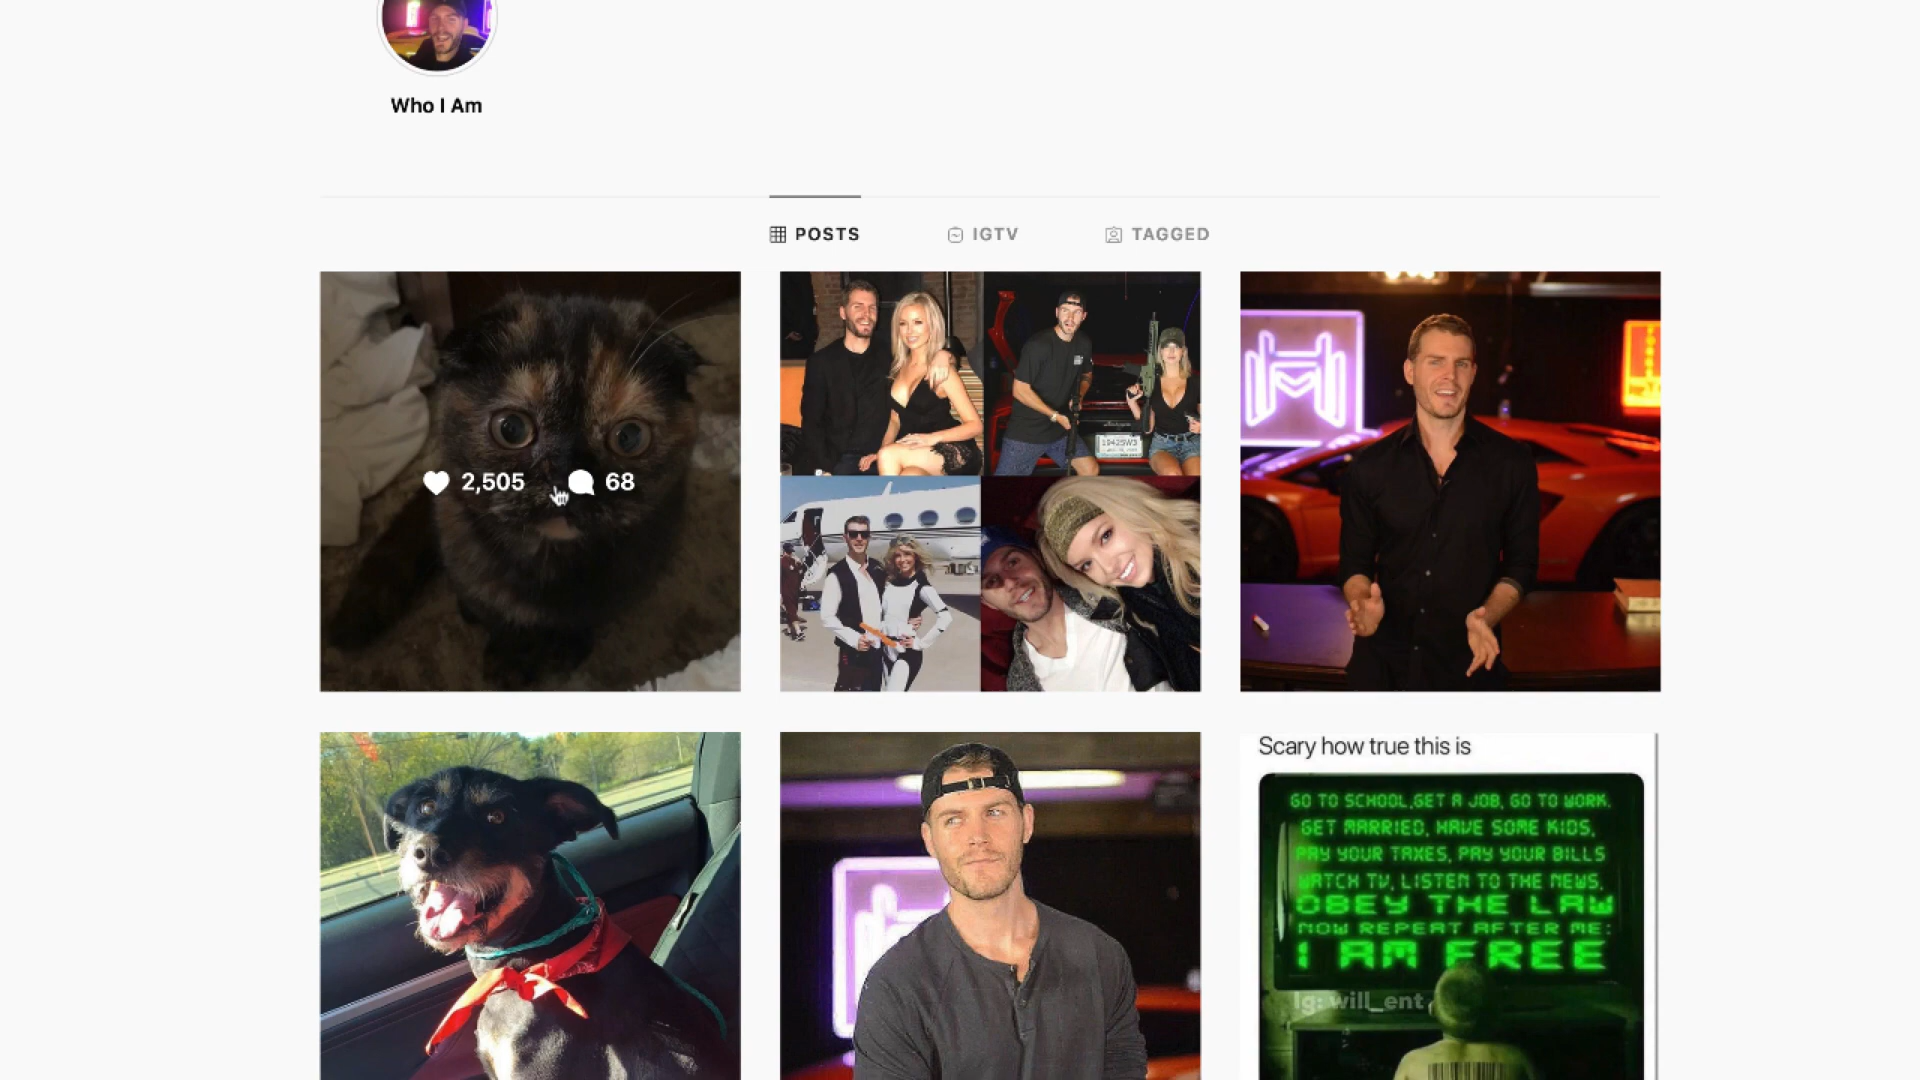 Who I Am
POSTS
IGTV
TAGGED
2,505
68
19425W3
Scary how true this is
GO TO SCHOOL,GET A JOB, GO TO WORK.
GET MARRIED, HAVE SOME KIDS,
PAY YOUR TAXES, PAY YOUR BILLS
WATCH TV, LISTEN TO THE NEWS,
OBEY THE LAW
NOW REPEAT AFTER ME:
I AM FREE
Ig: will_ent